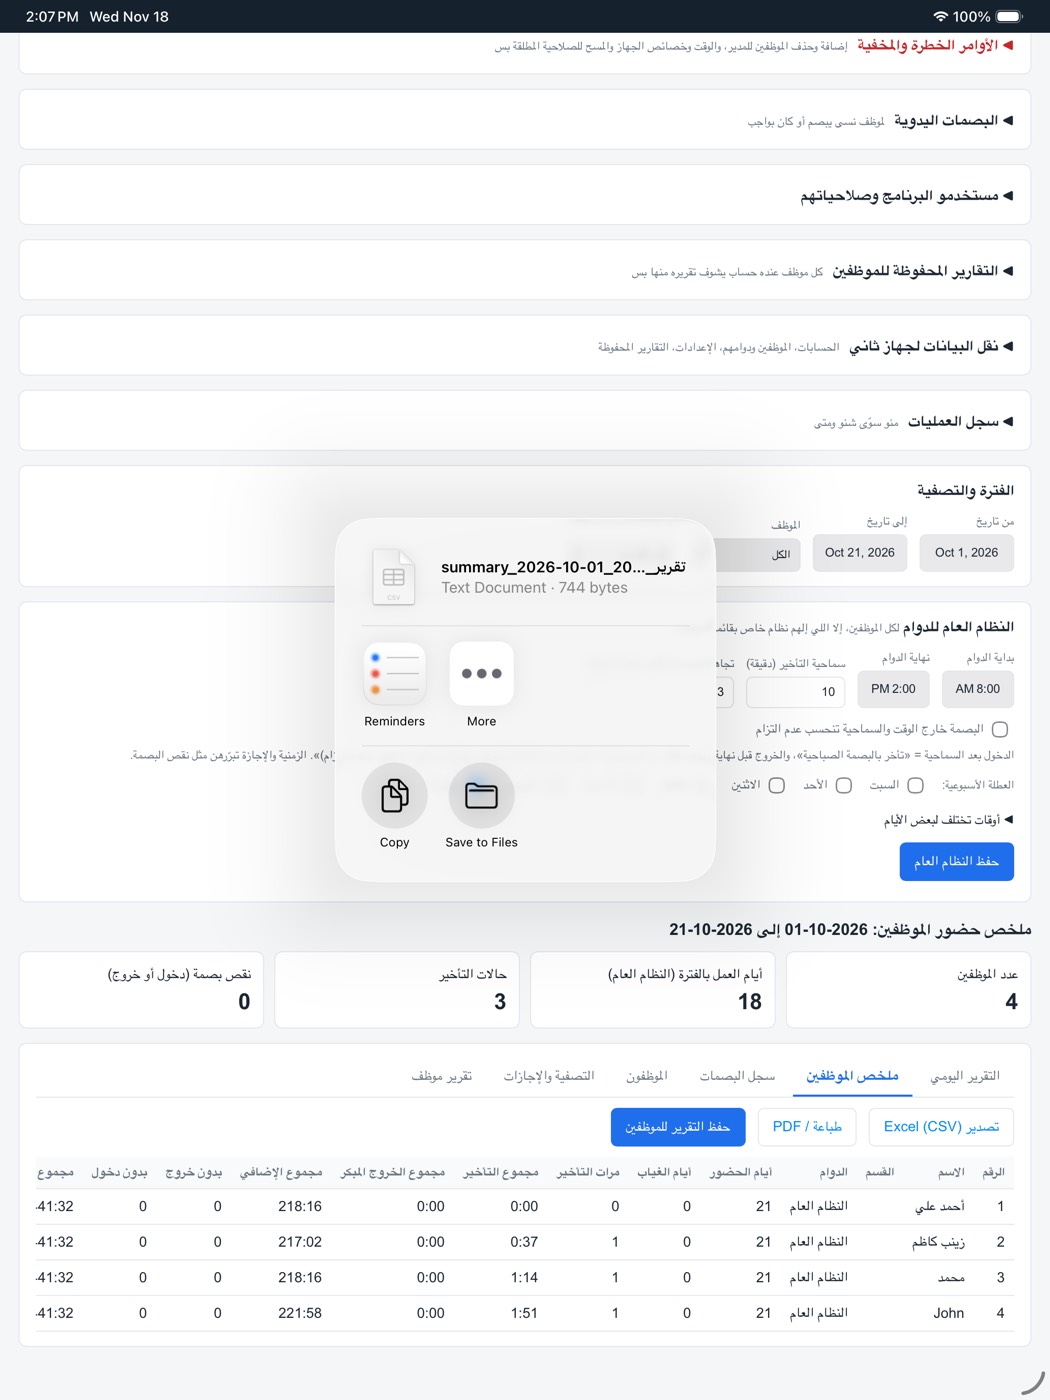 2:07 PM Wed Nov 18
100%
الأوامر الخطرة والمخفية إضافة وحذف الموظفين للمدير، والوقت وخصائص الجهاز والمسح للصلاحية المطلقة بس
البصمات اليدوية لموظف نسى يبصم أو كان بواجب
مستخدمو البرنامج وصلاحياتهم
التقارير المحفوظة للموظفين كل موظف عنده حساب يشوف تقريره منها بس
نقل البيانات لجهاز ثاني الحسابات، الموظفين ودوامهم، الإعدادات، التقارير المحفوظة
سجل العمليات منو سوّى شنو ومتى
الفترة والتصفية
من تاريخ
إلى تاريخ
الموظف
Oct 1, 2026
Oct 21, 2026
الكل
تقرير_summary_2026-10-01_20...
Text Document · 744 bytes
CSV
Reminders
More
Copy
Save to Files
النظام العام للدوام لكل الموظفين، إلا اللي إلهم نظام خاص
بداية الدوام
نهاية الدوام
سماحية التأخير (دقيقة)
8:00 AM
2:00 PM
10
3
البصمة خارج الوقت والسماحية تنحسب عدم التزام
الدخول بعد السماحية = «تأخر بالبصمة الصباحية»، والخروج قبل
الزمنية والإجازة تبرّرهن مثل نقص البصمة.
العطلة الأسبوعية: السبت الأحد الاثنين
أوقات تختلف لبعض الأيام
حفظ النظام العام
ملخص حضور الموظفين: 2026-10-01 إلى 2026-10-21
عدد الموظفين
4
أيام العمل بالفترة (النظام العام)
18
حالات التأخير
3
نقص بصمة (دخول أو خروج)
0
التقرير اليومي ملخص الموظفين سجل البصمات الموظفون التصفية والإجازات تقرير موظف
تصدير Excel (CSV)
طباعة / PDF
حفظ التقرير للموظفين
الرقم الاسم القسم الدوام أيام الحضور أيام الغياب مرات التأخير مجموع التأخير مجموع الخروج المبكر مجموع الإضافي بدون خروج بدون دخول مجموع
1 أحمد علي النظام العام 21 0 0 0:00 0:00 218:16 0 0 41:32
2 زينب كاظم النظام العام 21 0 1 0:37 0:00 217:02 0 0 41:32
3 محمد النظام العام 21 0 1 1:14 0:00 218:16 0 0 41:32
4 John النظام العام 21 0 1 1:51 0:00 221:58 0 0 41:32